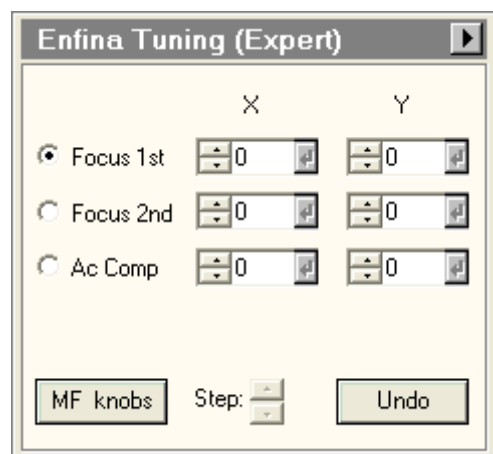 Enfina Tuning (Expert)
X Y
Focus 1st 0 0
Focus 2nd 0 0
Ac Comp 0 0
MF knobs Step: Undo